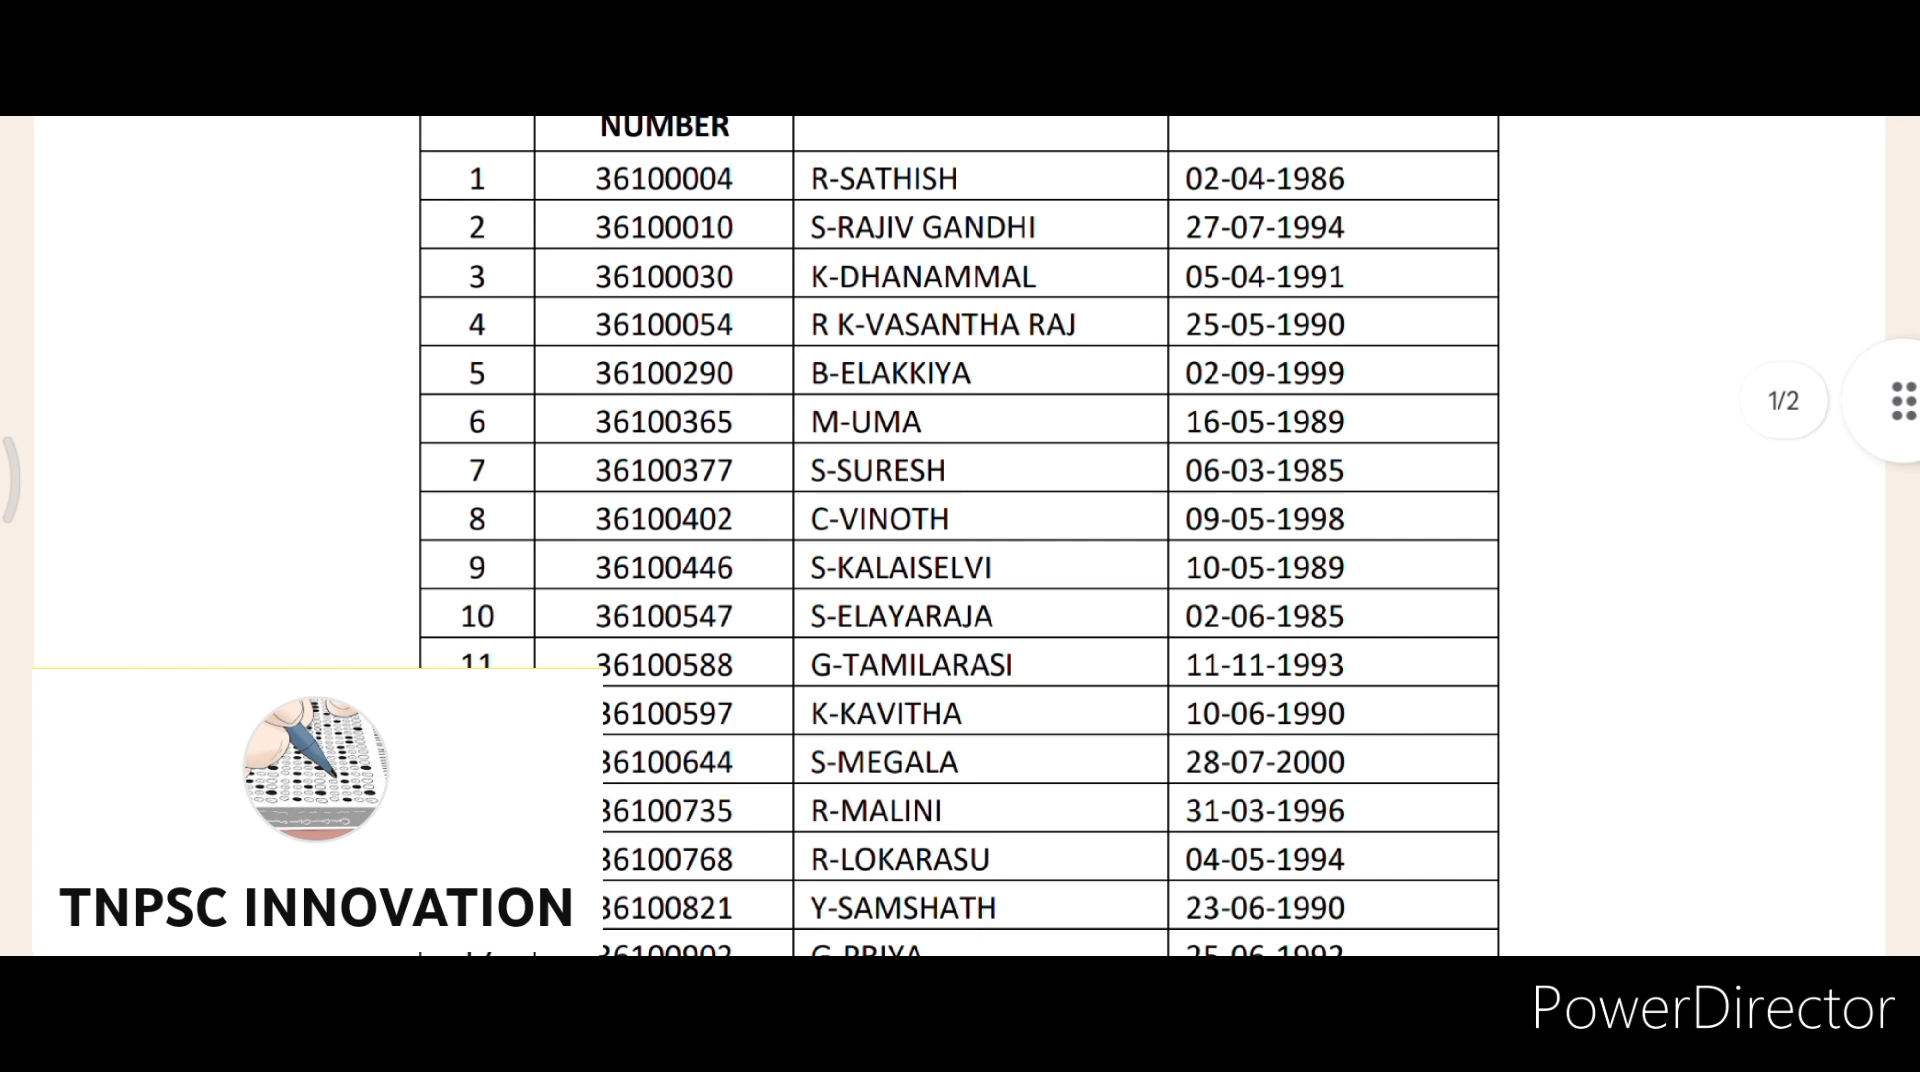 NUMBER
1 36100004 R-SATHISH 02-04-1986
2 36100010 S-RAJIV GANDHI 27-07-1994
3 36100030 K-DHANAMMAL 05-04-1991
4 36100054 R K-VASANTHA RAJ 25-05-1990
5 36100290 B-ELAKKIYA 02-09-1999
6 36100365 M-UMA 16-05-1989
7 36100377 S-SURESH 06-03-1985
8 36100402 C-VINOTH 09-05-1998
9 36100446 S-KALAISELVI 10-05-1989
10 36100547 S-ELAYARAJA 02-06-1985
11 36100588 G-TAMILARASI 11-11-1993
36100597 K-KAVITHA 10-06-1990
36100644 S-MEGALA 28-07-2000
36100735 R-MALINI 31-03-1996
36100768 R-LOKARASU 04-05-1994
36100821 Y-SAMSHATH 23-06-1990
G-PRIYA
1/2
TNPSC INNOVATION
PowerDirector